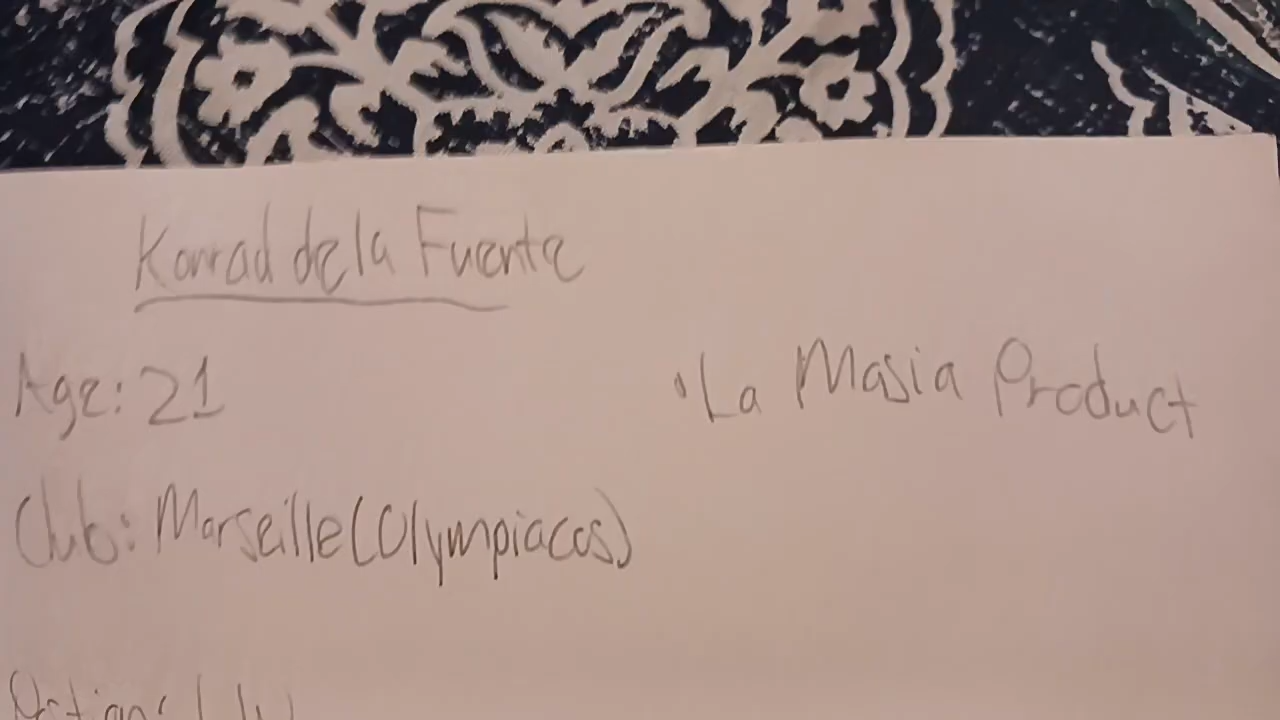 Konrad de la Fuente
Age: 21
• La Masia Product
Club: Marseille (Olympiacos)